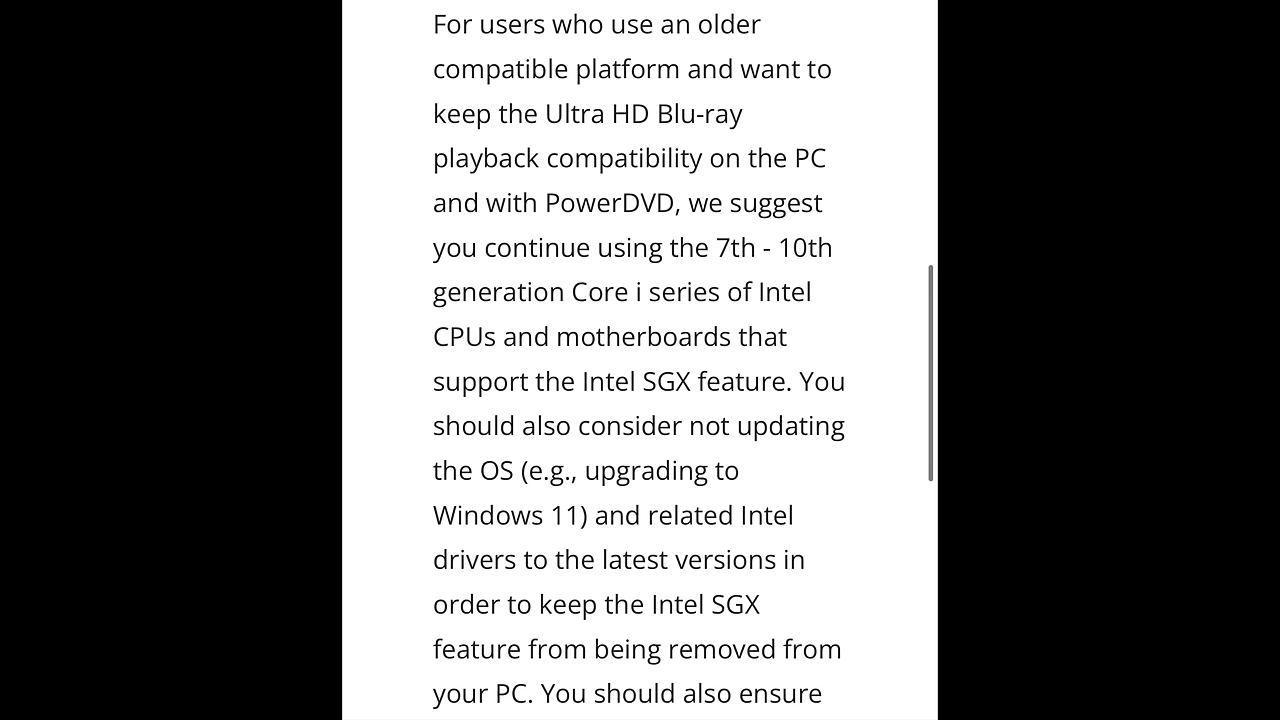 For users who use an older
compatible platform and want to
keep the Ultra HD Blu-ray
playback compatibility on the PC
and with PowerDVD, we suggest
you continue using the 7th - 10th
generation Core i series of Intel
CPUs and motherboards that
support the Intel SGX feature. You
should also consider not updating
the OS (e.g., upgrading to
Windows 11) and related Intel
drivers to the latest versions in
order to keep the Intel SGX
feature from being removed from
your PC. You should also ensure